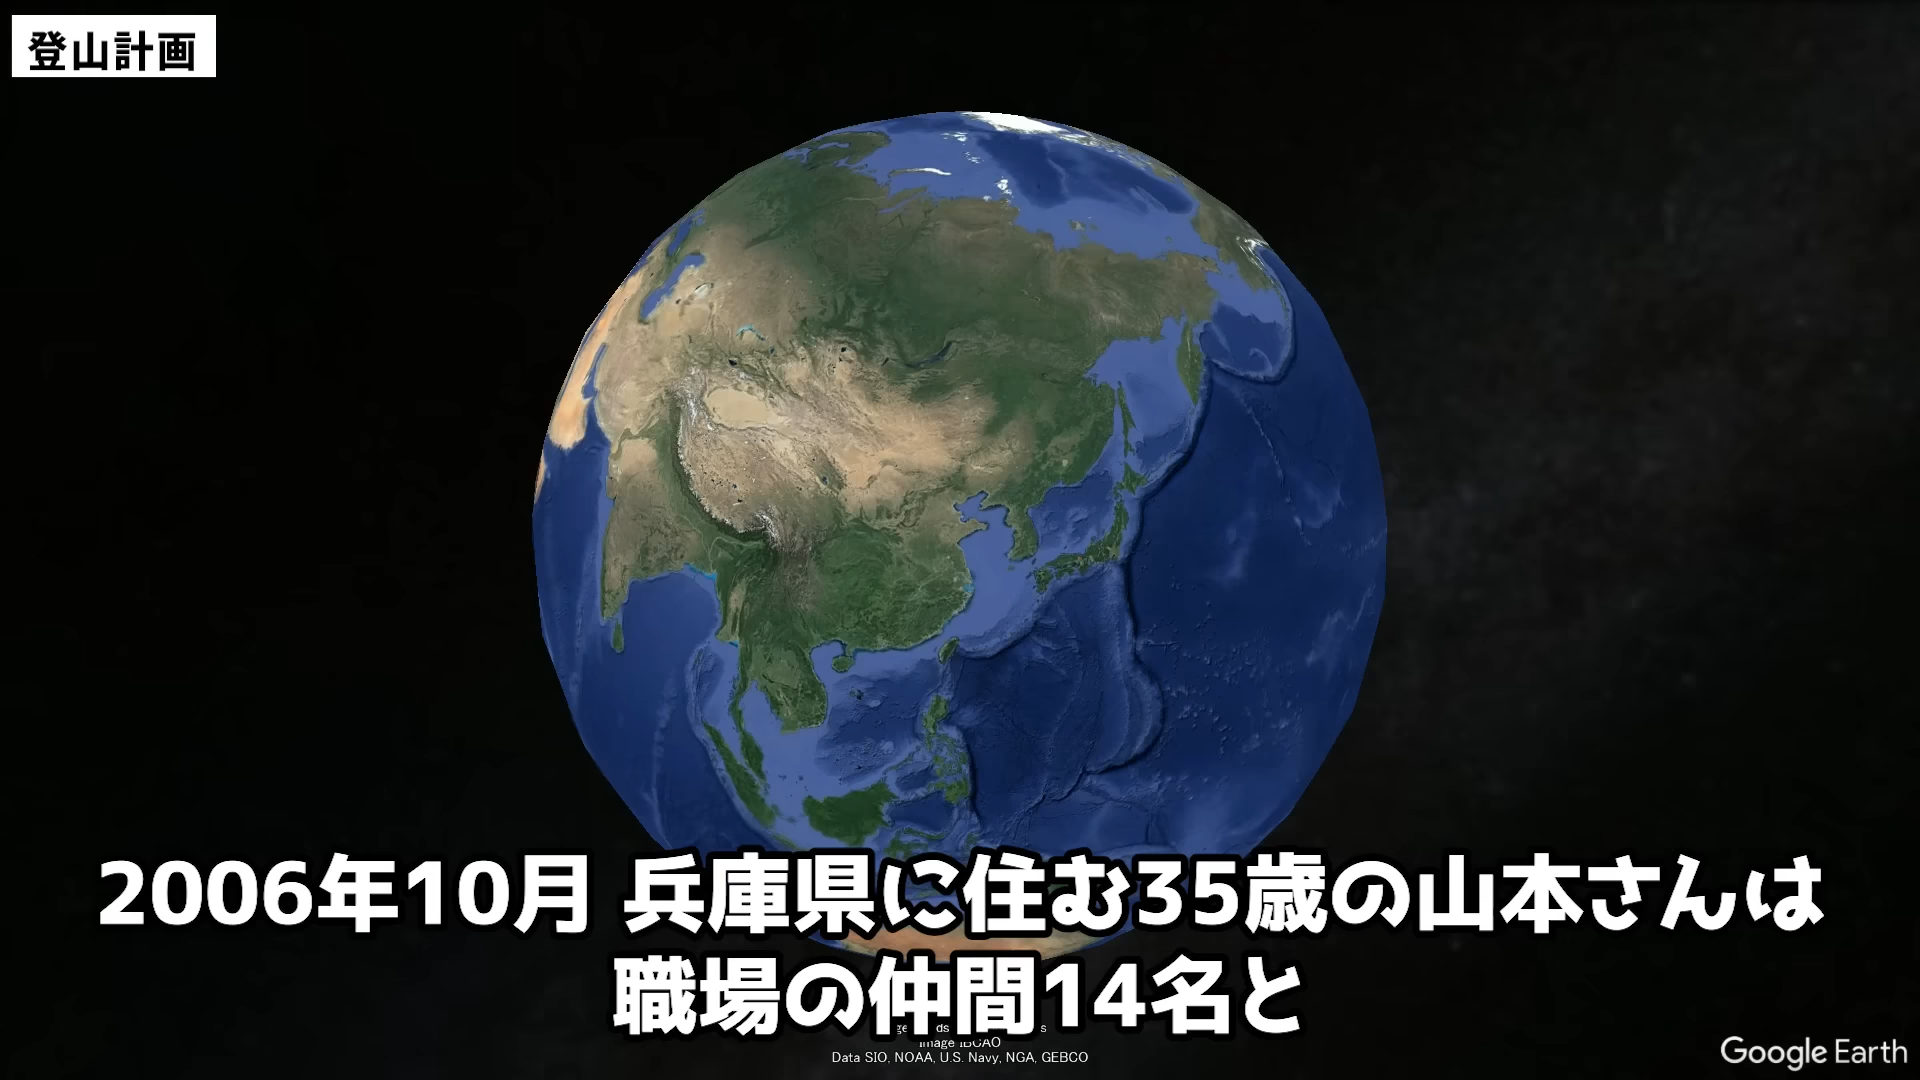 登山計画
2006年10月 兵庫県に住む35歳の山本さんは
職場の仲間14名と
Image IBCAO
Data SIO, NOAA, U.S. Navy, NGA, GEBCO
Google Earth